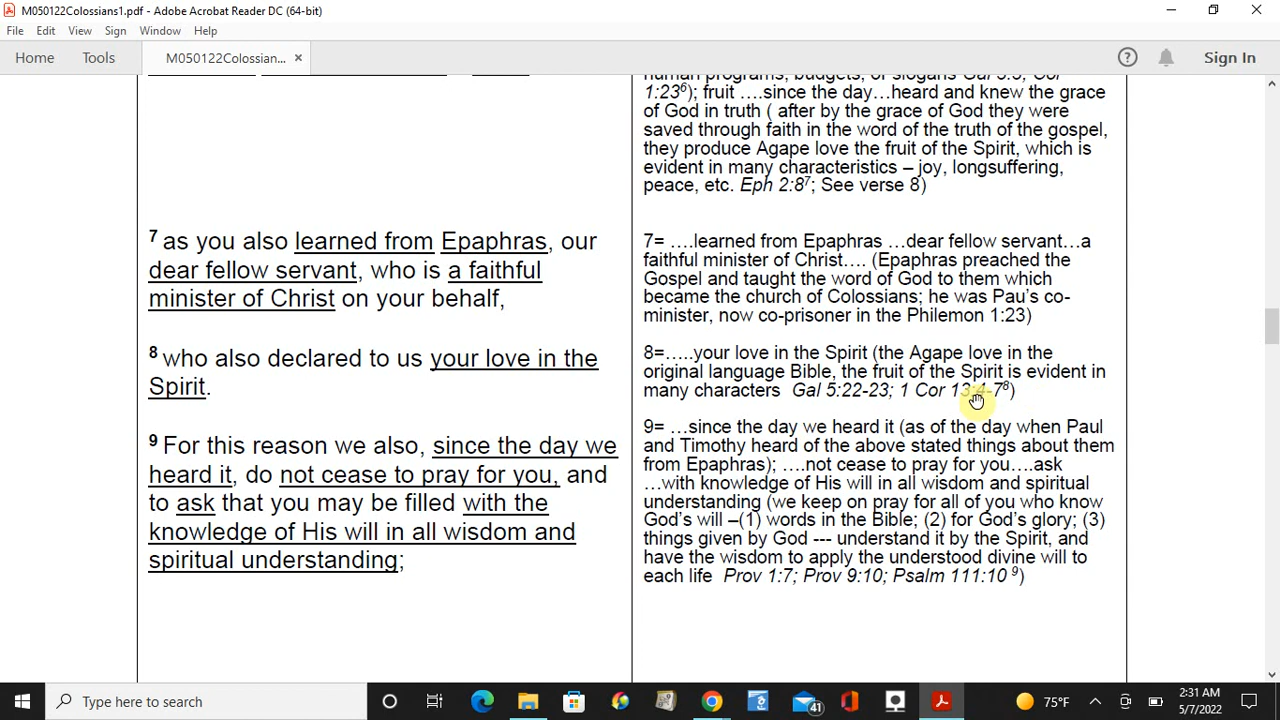 M050122Colossians1.pdf - Adobe Acrobat Reader DC (64-bit)
File Edit View Sign Window Help
Home Tools M050122Colossian... × Sign In
human programs, budgets, or slogans Gal 5:5, Col
1:23⁶); fruit ….since the day…heard and knew the grace
of God in truth ( after by the grace of God they were
saved through faith in the word of the truth of the gospel,
they produce Agape love the fruit of the Spirit, which is
evident in many characteristics – joy, longsuffering,
peace, etc. Eph 2:8⁷; See verse 8)
⁷ as you also learned from Epaphras, our
dear fellow servant, who is a faithful
minister of Christ on your behalf,
⁸ who also declared to us your love in the
Spirit.
⁹ For this reason we also, since the day we
heard it, do not cease to pray for you, and
to ask that you may be filled with the
knowledge of His will in all wisdom and
spiritual understanding;
7= ….learned from Epaphras …dear fellow servant…a
faithful minister of Christ…. (Epaphras preached the
Gospel and taught the word of God to them which
became the church of Colossians; he was Pau’s co-
minister, now co-prisoner in the Philemon 1:23)
8=…..your love in the Spirit (the Agape love in the
original language Bible, the fruit of the Spirit is evident in
many characters Gal 5:22-23; 1 Cor 13:4-7⁸)
9= …since the day we heard it (as of the day when Paul
and Timothy heard of the above stated things about them
from Epaphras); ….not cease to pray for you….ask
…with knowledge of His will in all wisdom and spiritual
understanding (we keep on pray for all of you who know
God’s will –(1) words in the Bible; (2) for God’s glory; (3)
things given by God --- understand it by the Spirit, and
have the wisdom to apply the understood divine will to
each life Prov 1:7; Prov 9:10; Psalm 111:10 ⁹)
Type here to search
41
75°F
2:31 AM
5/7/2022